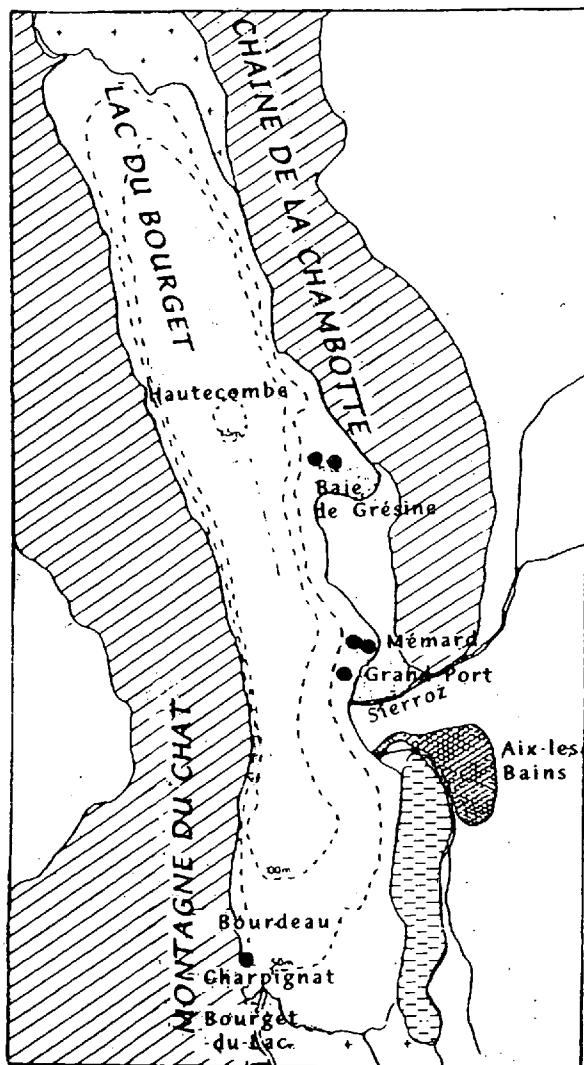 CHAINE DE LA CHAMBOTTE
LAC DU BOURGET
Hautecombe
Baie
de Grésine
Mémard
Grand Port
Sierroz
Aix-les
Bains
MONTAGNE DU CHAT
100m
Bourdeau
50m
Charpignat
Bourget
du-Lac